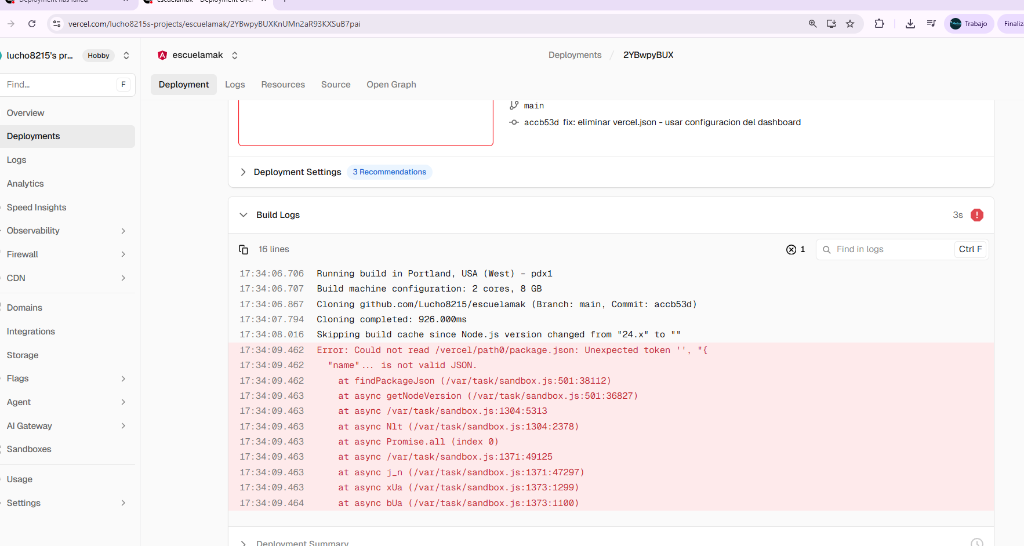 vercel.com/lucho8215s-projects/escuelamak/2YBwpyBUXKnUMn2aR93KXSuB7pai
Trabajo
Finaliz
lucho8215's pr...
Hobby
escuelamak
Deployments / 2YBwpyBUX
Find...
F
Deployment
Logs
Resources
Source
Open Graph
Overview
Deployments
Logs
Analytics
Speed Insights
Observability
Firewall
CDN
Domains
Integrations
Storage
Flags
Agent
AI Gateway
Sandboxes
Usage
Settings
main
accb53d fix: eliminar vercel.json - usar configuracion del dashboard
Deployment Settings
3 Recommendations
Build Logs
3s
16 lines
1
Find in logs
Ctrl F
17:34:06.706 Running build in Portland, USA (West) – pdx1
17:34:06.707 Build machine configuration: 2 cores, 8 GB
17:34:06.867 Cloning github.com/Lucho8215/escuelamak (Branch: main, Commit: accb53d)
17:34:07.794 Cloning completed: 926.000ms
17:34:08.016 Skipping build cache since Node.js version changed from "24.x" to ""
17:34:09.462 Error: Could not read /vercel/path0/package.json: Unexpected token '', "{
17:34:09.462 "name"... is not valid JSON.
17:34:09.462 at findPackageJson (/var/task/sandbox.js:501:38112)
17:34:09.463 at async getNodeVersion (/var/task/sandbox.js:501:36827)
17:34:09.463 at async /var/task/sandbox.js:1304:5313
17:34:09.463 at async Nlt (/var/task/sandbox.js:1304:2378)
17:34:09.463 at async Promise.all (index 0)
17:34:09.463 at async /var/task/sandbox.js:1371:49125
17:34:09.463 at async j_n (/var/task/sandbox.js:1371:47297)
17:34:09.463 at async xUa (/var/task/sandbox.js:1373:1299)
17:34:09.464 at async bUa (/var/task/sandbox.js:1373:1100)
Deployment Summary